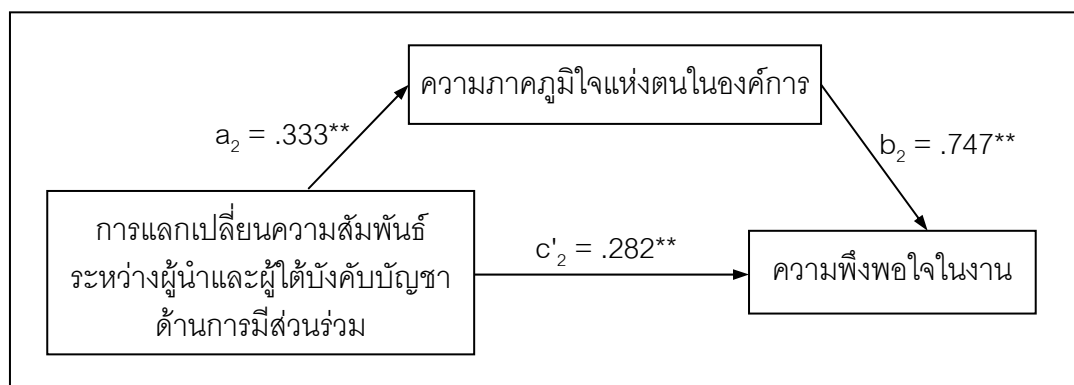 ความภาคภูมิใจแห่งตนในองค์การ
a₂ = .333**
b₂ = .747**
การแลกเปลี่ยนความสัมพันธ์
ระหว่างผู้นำและผู้ใต้บังคับบัญชา
ด้านการมีส่วนร่วม
c'₂ = .282**
ความพึงพอใจในงาน